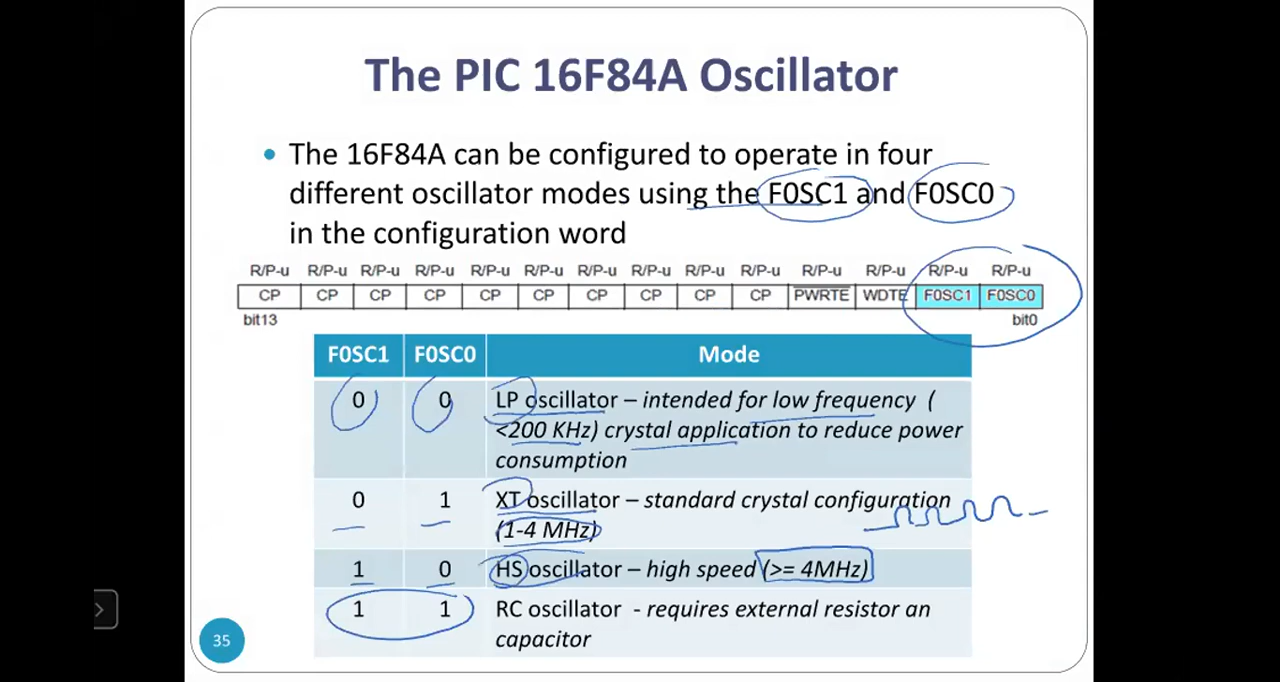 The PIC 16F84A Oscillator
• The 16F84A can be configured to operate in four
different oscillator modes using the F0SC1 and F0SC0
in the configuration word
R/P-u R/P-u R/P-u R/P-u R/P-u R/P-u R/P-u R/P-u R/P-u R/P-u R/P-u R/P-u R/P-u R/P-u
CP CP CP CP CP CP CP CP CP CP PWRTE WDTE F0SC1 F0SC0
bit13 bit0
F0SC1 F0SC0 Mode
0 0 LP oscillator – intended for low frequency (
<200 KHz) crystal application to reduce power
consumption
0 1 XT oscillator – standard crystal configuration
(1-4 MHz)
1 0 HS oscillator – high speed (>= 4MHz)
1 1 RC oscillator - requires external resistor an
capacitor
35